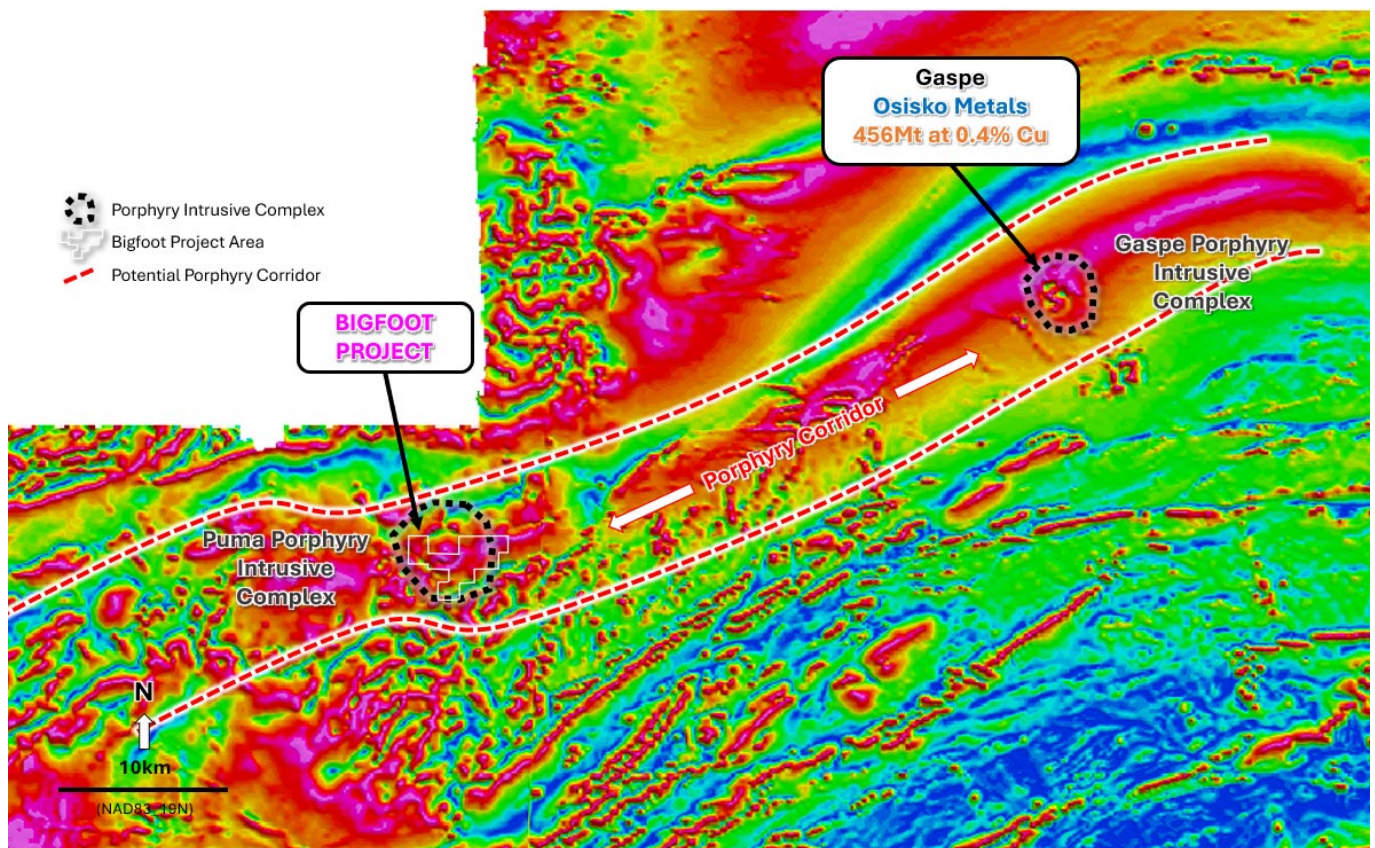 Gaspe
Osisko Metals
456Mt at 0.4% Cu
Porphyry Intrusive Complex
Bigfoot Project Area
Potential Porphyry Corridor
Gaspe Porphyry
Intrusive
Complex
BIGFOOT
PROJECT
Porphyry Corridor
Puma Porphyry
Intrusive
Complex
N
10km
(NAD83_19N)